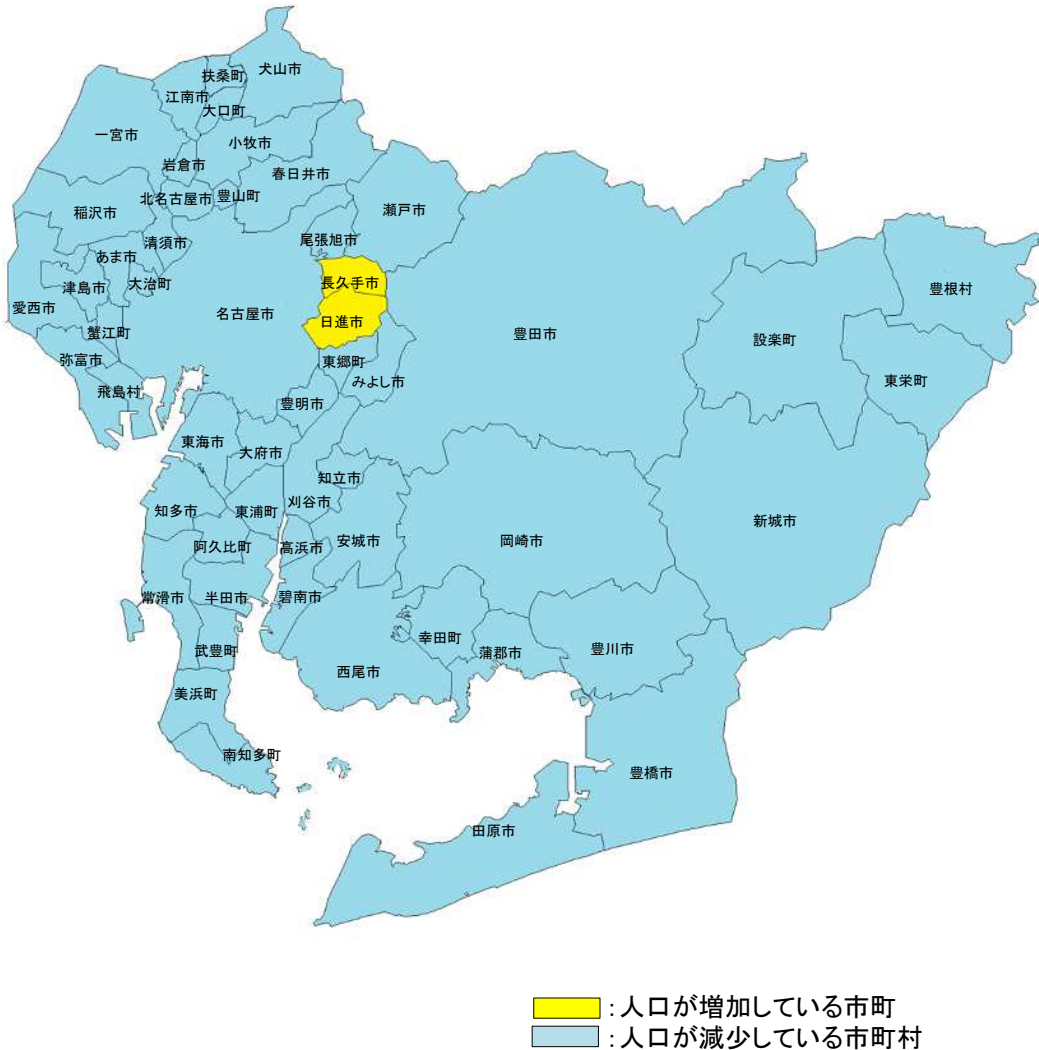 扶桑町
犬山市
江南市
大口町
一宮市
小牧市
岩倉市
春日井市
北名古屋市
豊山町
稲沢市
瀬戸市
清須市
尾張旭市
あま市
長久手市
津島市
大治町
豊根村
愛西市
名古屋市
日進市
蟹江町
豊田市
設楽町
弥富市
東郷町
みよし市
東栄町
飛島村
豊明市
東海市
大府市
知立市
知多市
東浦町
刈谷市
新城市
阿久比町
高浜市
安城市
岡崎市
常滑市
半田市
碧南市
幸田町
武豊町
蒲郡市
豊川市
西尾市
美浜町
南知多町
豊橋市
田原市
：人口が増加している市町
：人口が減少している市町村